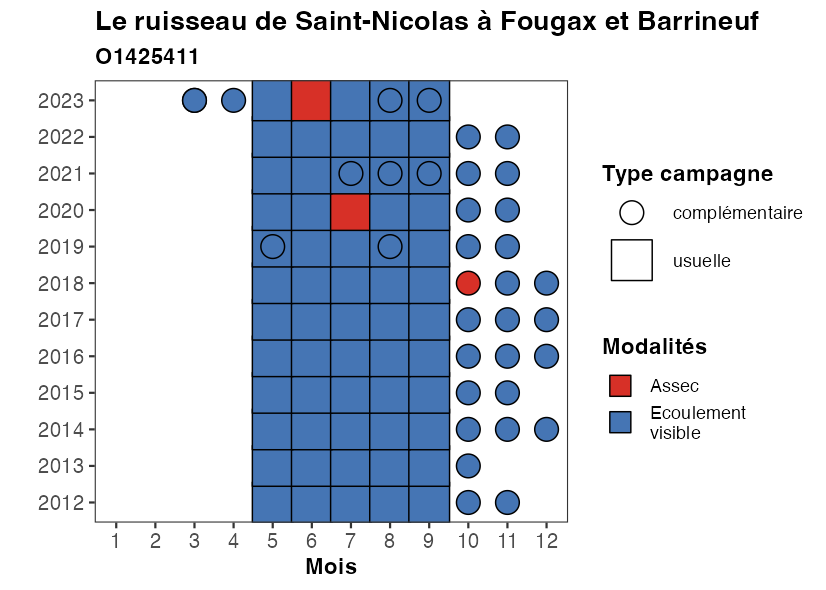 Le ruisseau de Saint-Nicolas à Fougax et Barrineuf
O1425411
2023
2022
2021
2020
2019
2018
2017
2016
2015
2014
2013
2012
1 2 3 4 5 6 7 8 9 10 11 12
Mois
Type campagne
complémentaire
usuelle
Modalités
Assec
Ecoulement
visible